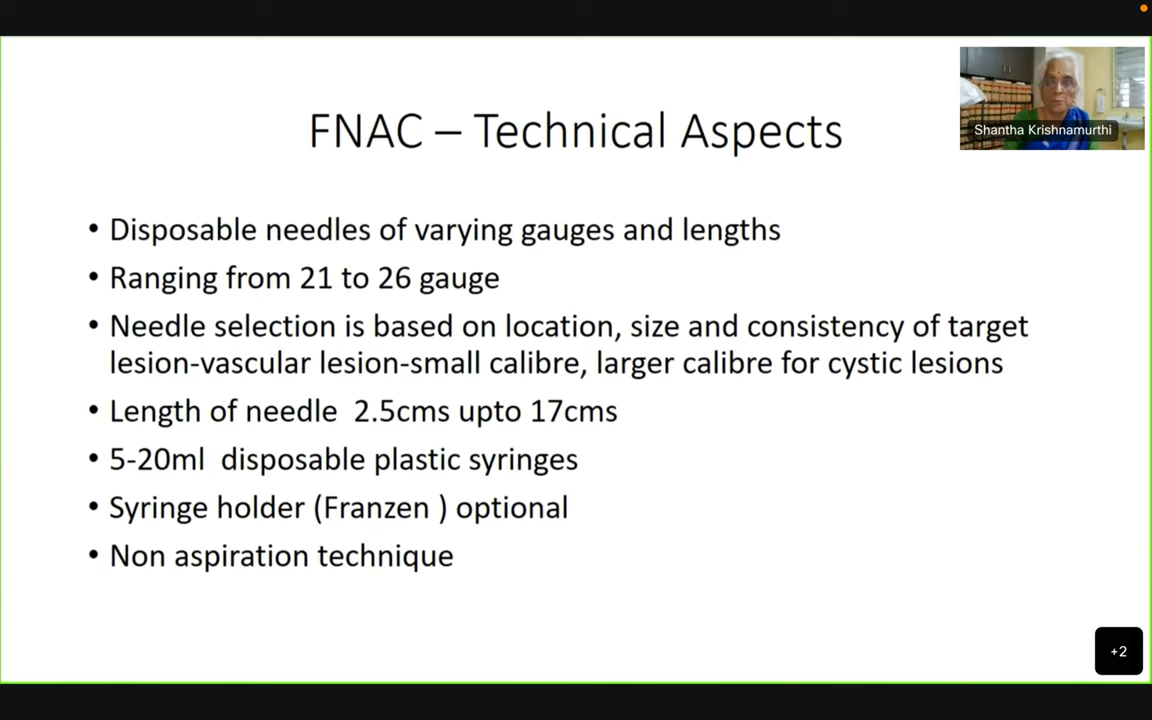 FNAC – Technical Aspects
Shantha Krishnamurthi
• Disposable needles of varying gauges and lengths
• Ranging from 21 to 26 gauge
• Needle selection is based on location, size and consistency of target
lesion-vascular lesion-small calibre, larger calibre for cystic lesions
• Length of needle  2.5cms upto 17cms
• 5-20ml  disposable plastic syringes
• Syringe holder (Franzen ) optional
• Non aspiration technique
+2